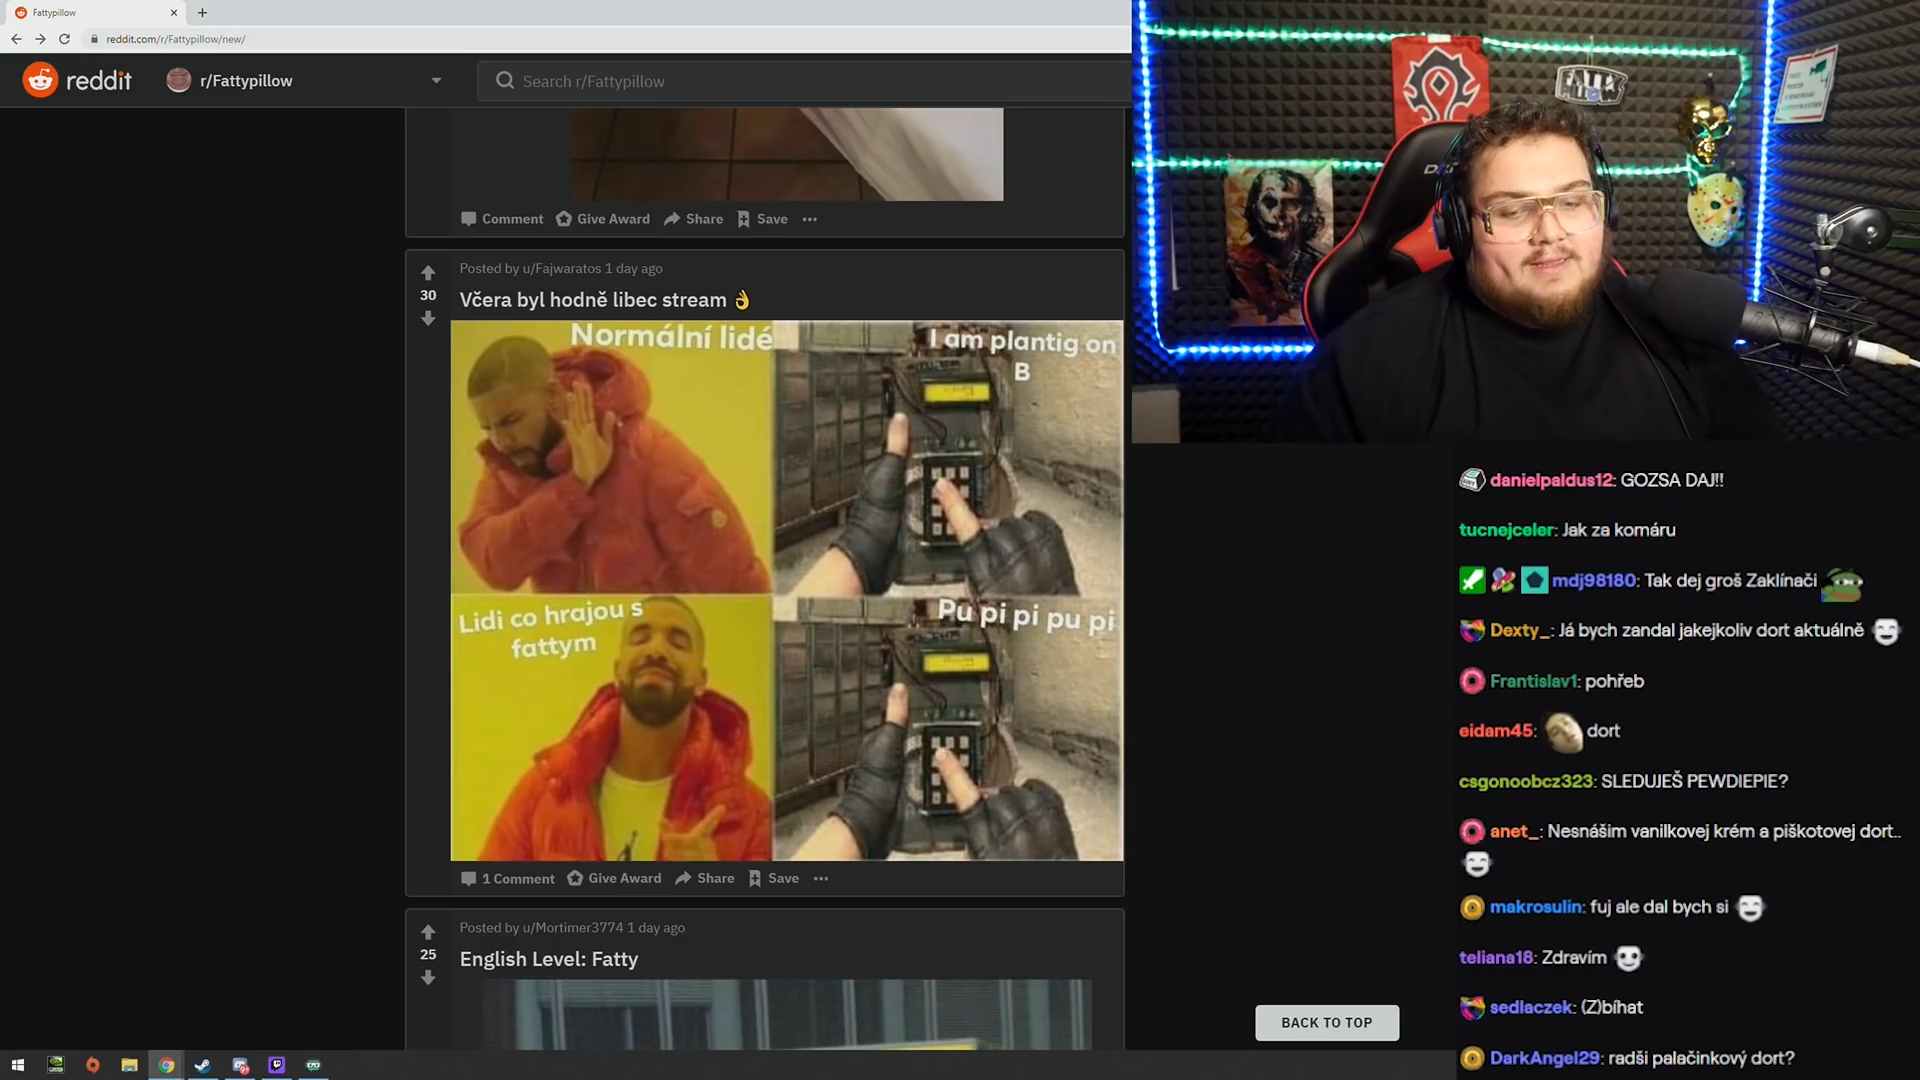 Fattypillow
reddit.com/r/Fattypillow/new/
reddit
r/Fattypillow
Search r/Fattypillow
Comment
Give Award
Share
Save
Posted by u/Fajwaratos 1 day ago
30
Včera byl hodně libec stream 👌
Normální lidé
I am plantig on
B
Lidi co hrajou s
fattym
Pu pi pi pu pi
1 Comment
Give Award
Share
Save
Posted by u/Mortimer3774 1 day ago
25
English Level: Fatty
BACK TO TOP
FATTY
PILLOW
danielpaldus12: GOZSA DAJ!!
tucnejceler: Jak za komáru
mdj98180: Tak dej groš Zaklínači
Dexty_: Já bych zandal jakejkoliv dort aktuálně
Frantislav1: pohřeb
eidam45: dort
csgonoobcz323: SLEDUJEŠ PEWDIEPIE?
anet_: Nesnášim vanilkovej krém a piškotovej dort..
makrosulin: fuj ale dal bych si
teliana18: Zdravím
sedlaczek: (Z)bíhat
DarkAngel29: radši palačinkový dort?